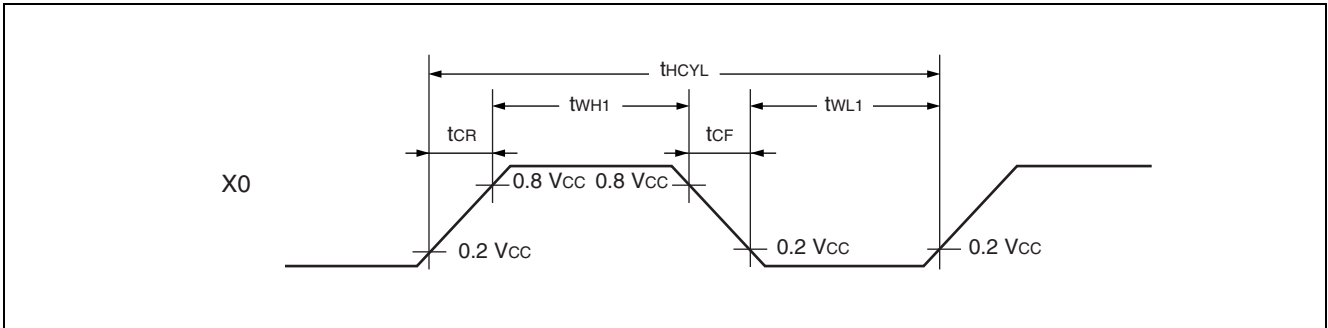 tHCYL
tWH1 tWL1
tCR tCF
X0 0.8 VCC 0.8 VCC
0.2 VCC 0.2 VCC 0.2 VCC